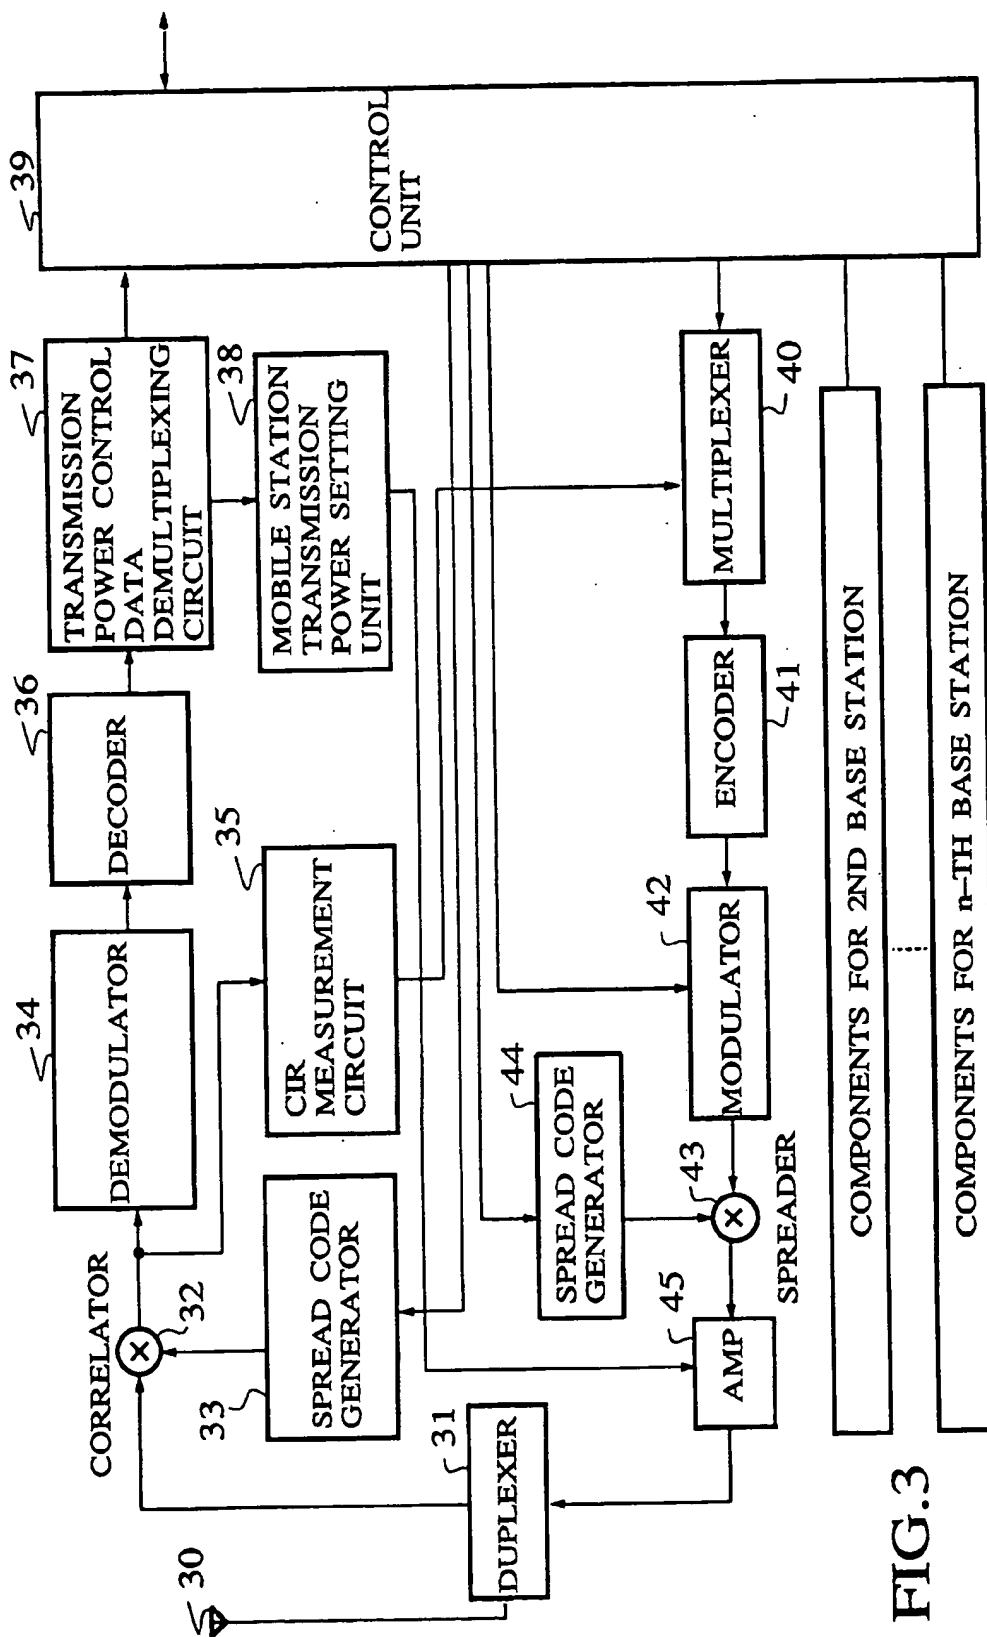 30
DUPLEXER
31
CORRELATOR
32
SPREAD CODE
GENERATOR
33
DEMODULATOR
34
CIR
MEASUREMENT
CIRCUIT
35
DECODER
36
TRANSMISSION
POWER CONTROL
DATA
DEMULTIPLEXING
CIRCUIT
37
MOBILE STATION
TRANSMISSION
POWER SETTING
UNIT
38
CONTROL
UNIT
39
MULTIPLEXER
40
ENCODER
41
MODULATOR
42
43
SPREADER
SPREAD CODE
GENERATOR
44
AMP
45
COMPONENTS FOR 2ND BASE STATION
COMPONENTS FOR n-TH BASE STATION
FIG.3